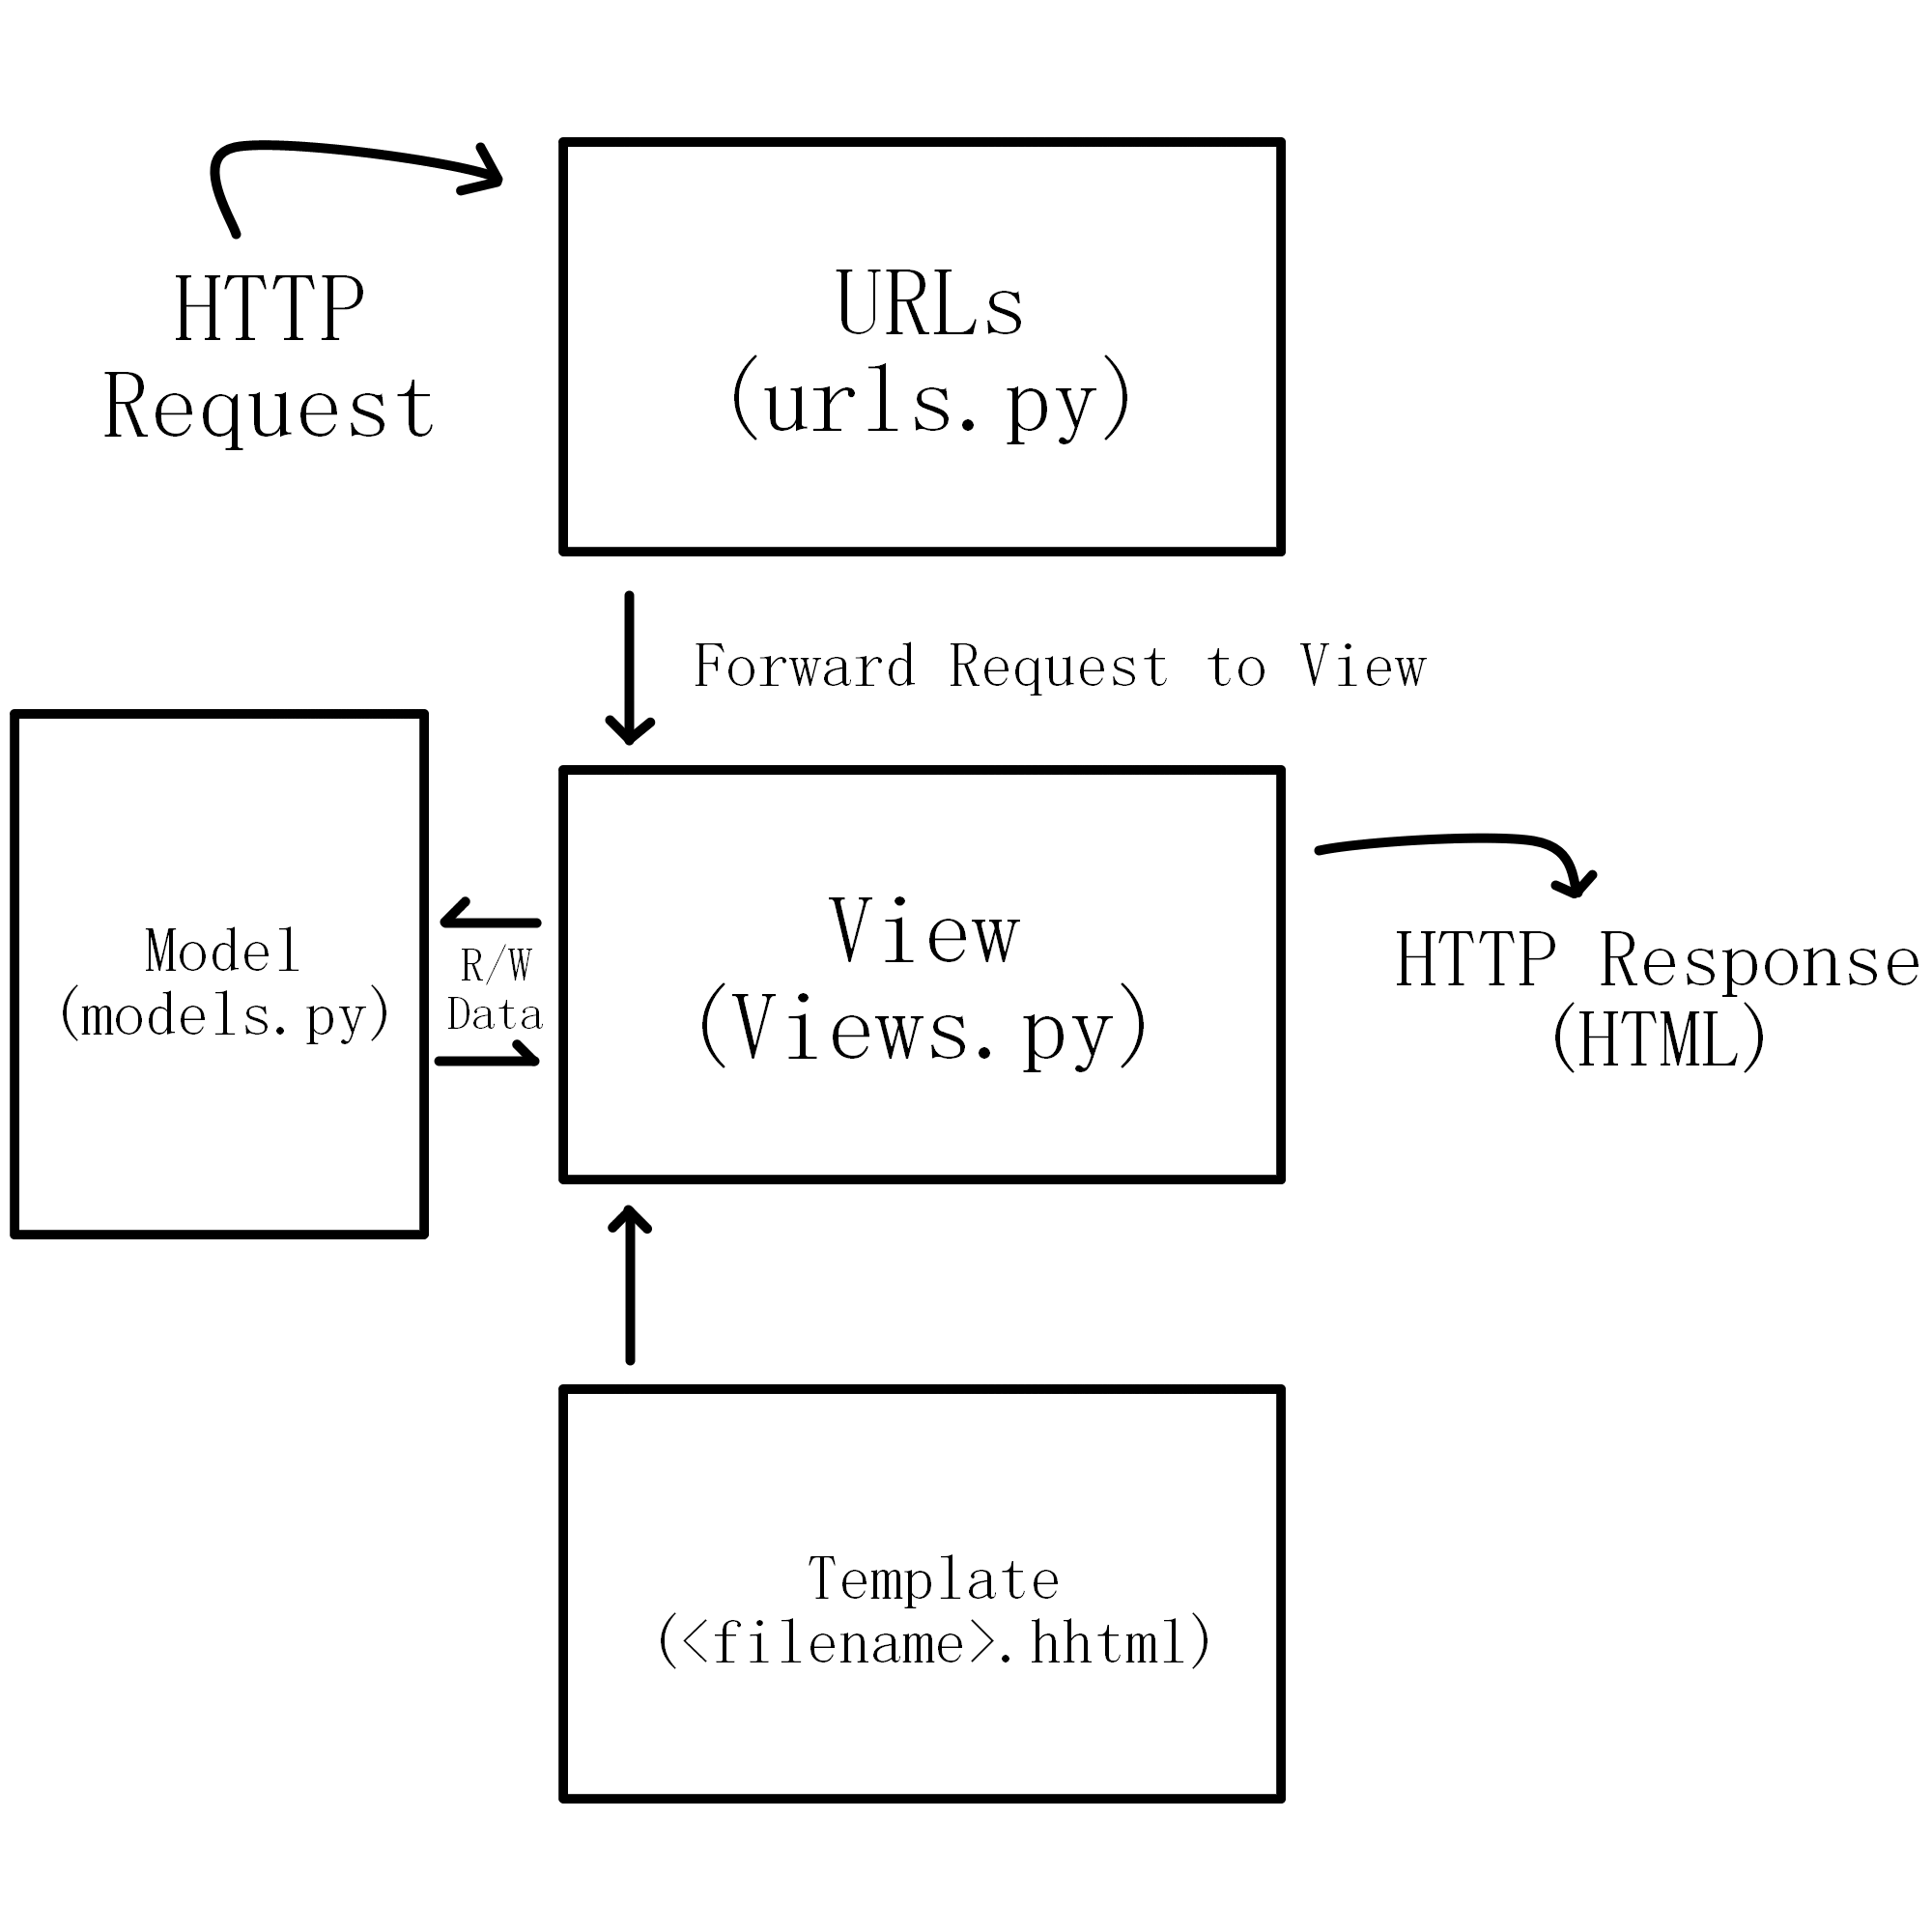 HTTP
Request
URLs
(urls.py)
Forward Request to View
Model
(models.py)
R/W
Data
View
(Views.py)
HTTP Response
(HTML)
Template
(<filename>.hhtml)